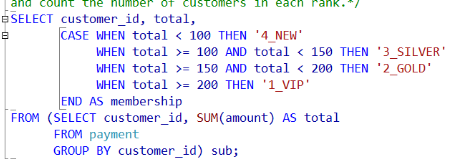 and count the number of customers in each rank.*/
SELECT customer_id, total,
CASE WHEN total < 100 THEN '4_NEW'
WHEN total >= 100 AND total < 150 THEN '3_SILVER'
WHEN total >= 150 AND total < 200 THEN '2_GOLD'
WHEN total >= 200 THEN '1_VIP'
END AS membership
FROM (SELECT customer_id, SUM(amount) AS total
FROM payment
GROUP BY customer_id) sub;